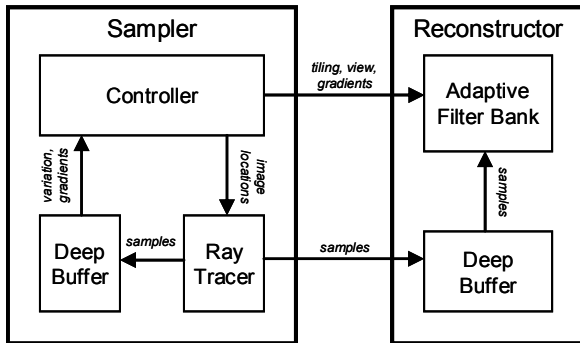 Sampler
Reconstructor
Controller
tiling, view,
gradients
Adaptive
Filter Bank
variation,
gradients
image
locations
samples
Deep
Buffer
samples
Ray
Tracer
samples
Deep
Buffer